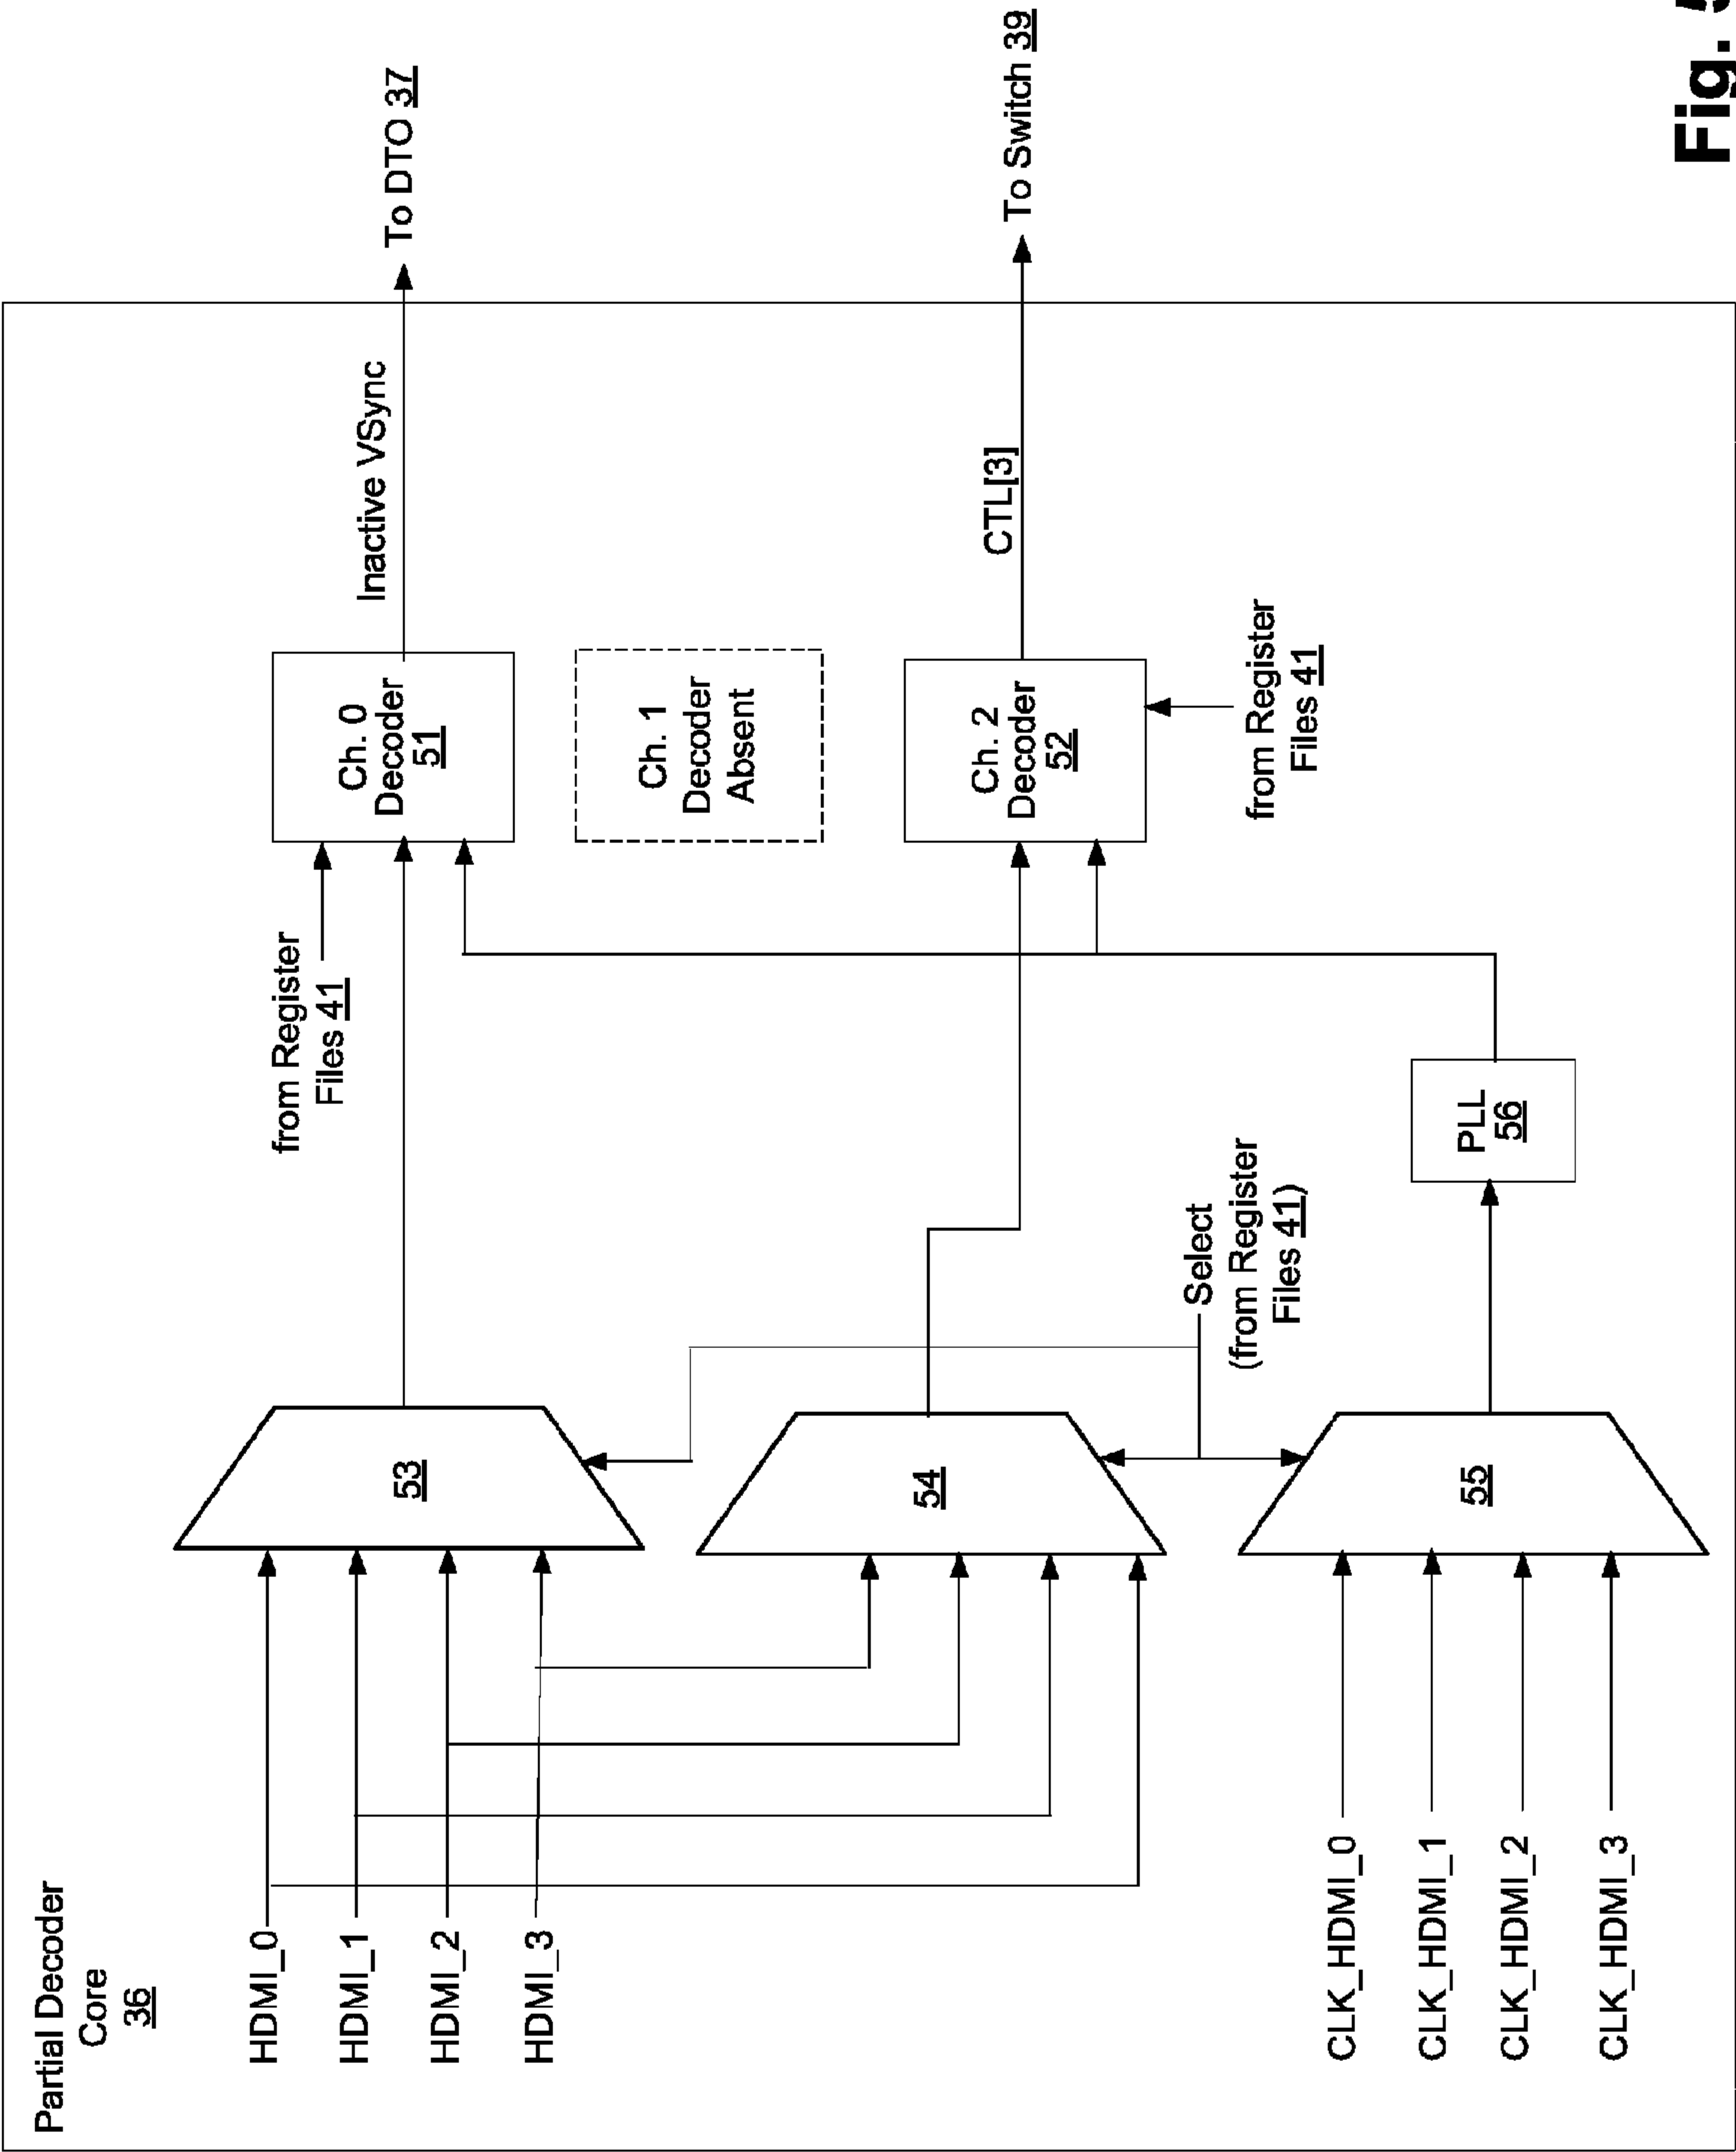 Partial Decoder
Core
36
HDMI_0
HDMI_1
HDMI_2
HDMI_3
CLK_HDMI_0
CLK_HDMI_1
CLK_HDMI_2
CLK_HDMI_3
53
54
55
Select
(from Register
Files 41)
PLL
56
from Register
Files 41
Ch. 0
Decoder
51
Ch. 1
Decoder
Absent
Ch. 2
Decoder
52
from Register
Files 41
Inactive VSync
CTL[3]
To DTO 37
To Switch 39
Fig.